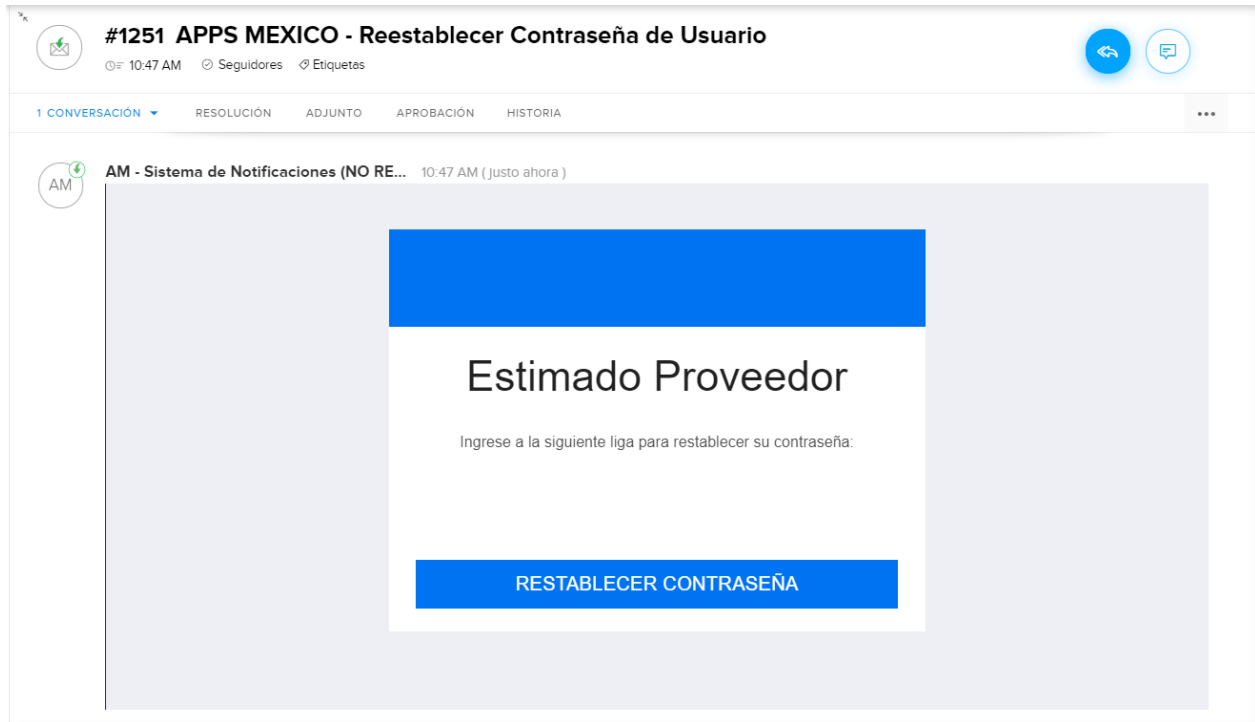 #1251 APPS MEXICO - Reestablecer Contraseña de Usuario
10:47 AM Seguidores Etiquetas
1 CONVERSACIÓN RESOLUCIÓN ADJUNTO APROBACIÓN HISTORIA
AM
AM - Sistema de Notificaciones (NO RE... 10:47 AM ( justo ahora )
Estimado Proveedor
Ingrese a la siguiente liga para restablecer su contraseña:
RESTABLECER CONTRASEÑA